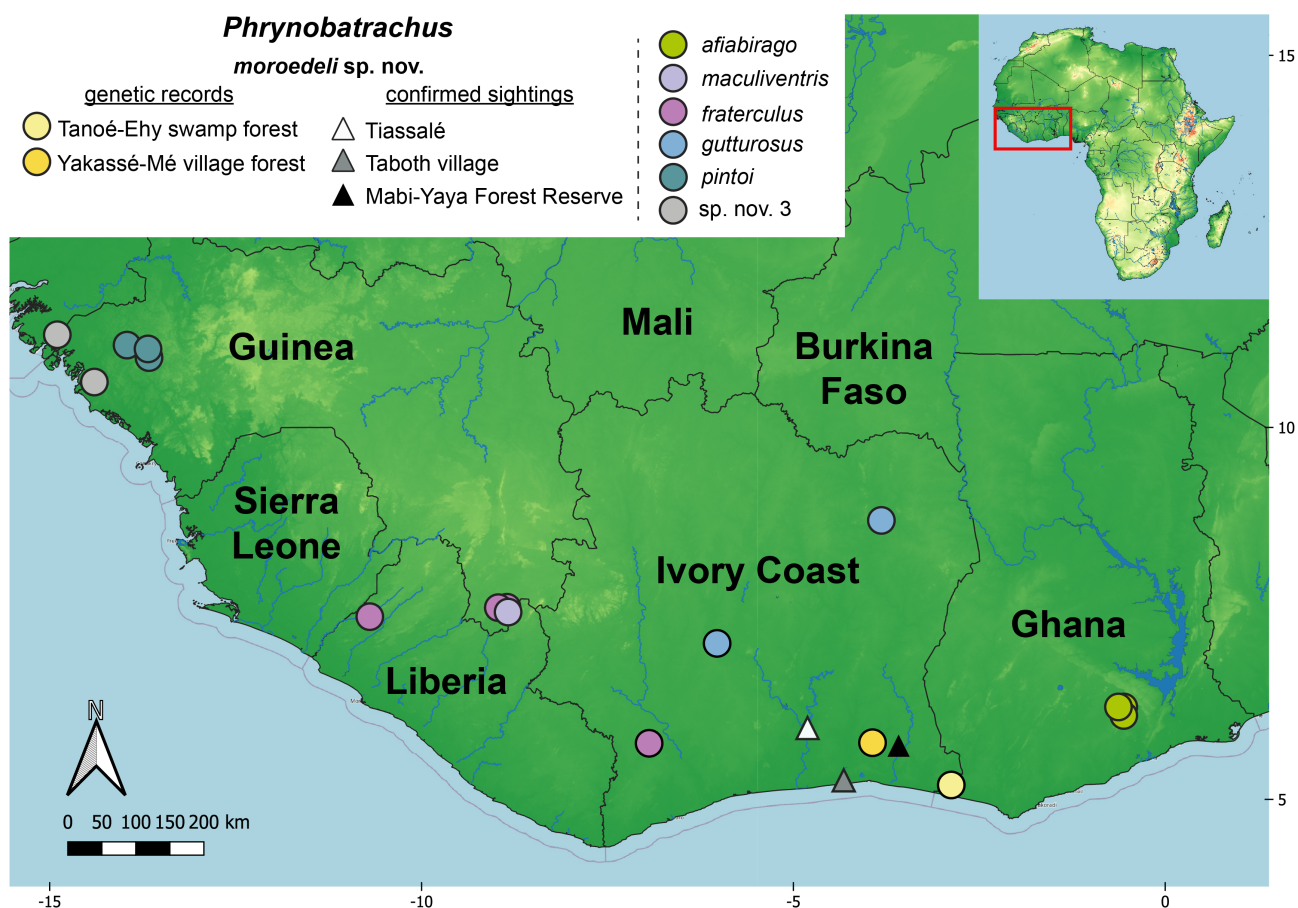 Phrynobatrachus
moroedeli sp. nov.
genetic records
Tanoé-Ehy swamp forest
Yakassé-Mé village forest
confirmed sightings
Tiassalé
Taboth village
Mabi-Yaya Forest Reserve
afiabirago
maculiventris
fraterculus
gutturosus
pintoi
sp. nov. 3
Guinea
Mali
Burkina
Faso
Sierra
Leone
Ivory Coast
Ghana
Liberia
N
0 50 100 150 200 km
15
10
5
-15
-10
-5
0